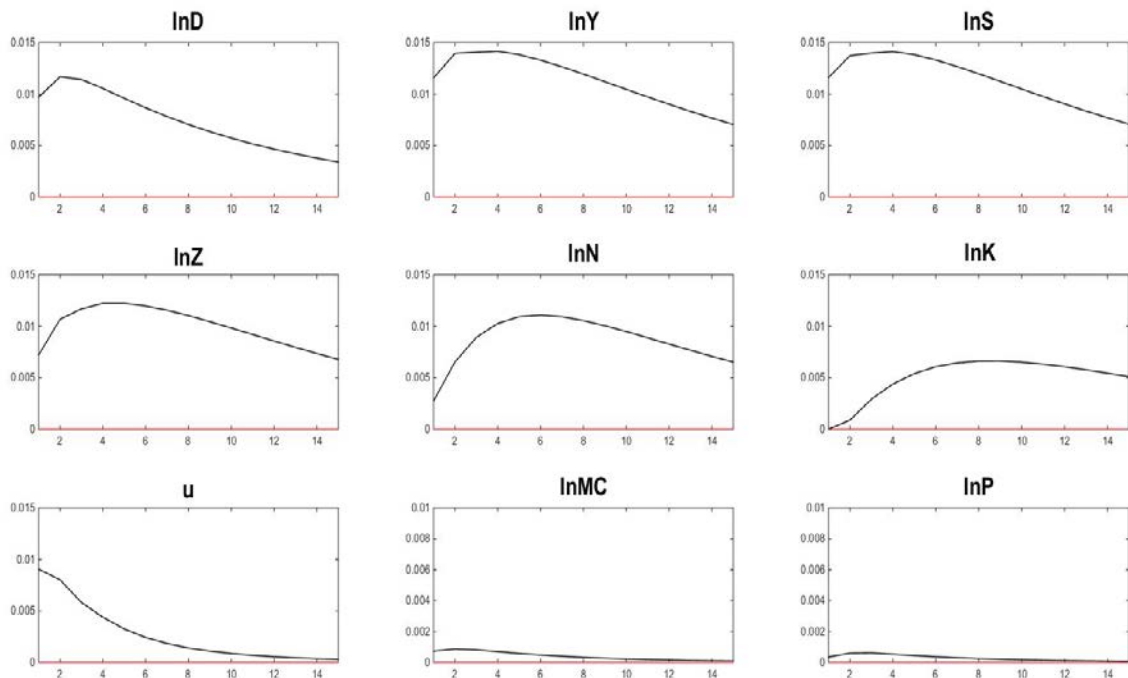 lnD lnY lnS
0.015 0.015 0.015
0.01 0.01 0.01
0.005 0.005 0.005
0 0 0
2 4 6 8 10 12 14 2 4 6 8 10 12 14 2 4 6 8 10 12 14
lnZ lnN lnK
0.015 0.015 0.015
0.01 0.01 0.01
0.005 0.005 0.005
0 0 0
2 4 6 8 10 12 14 2 4 6 8 10 12 14 2 4 6 8 10 12 14
u lnMC lnP
0.015 0.01 0.01
0.008 0.008
0.01 0.006 0.006
0.005 0.004 0.004
0.002 0.002
0 0 0
2 4 6 8 10 12 14 2 4 6 8 10 12 14 2 4 6 8 10 12 14